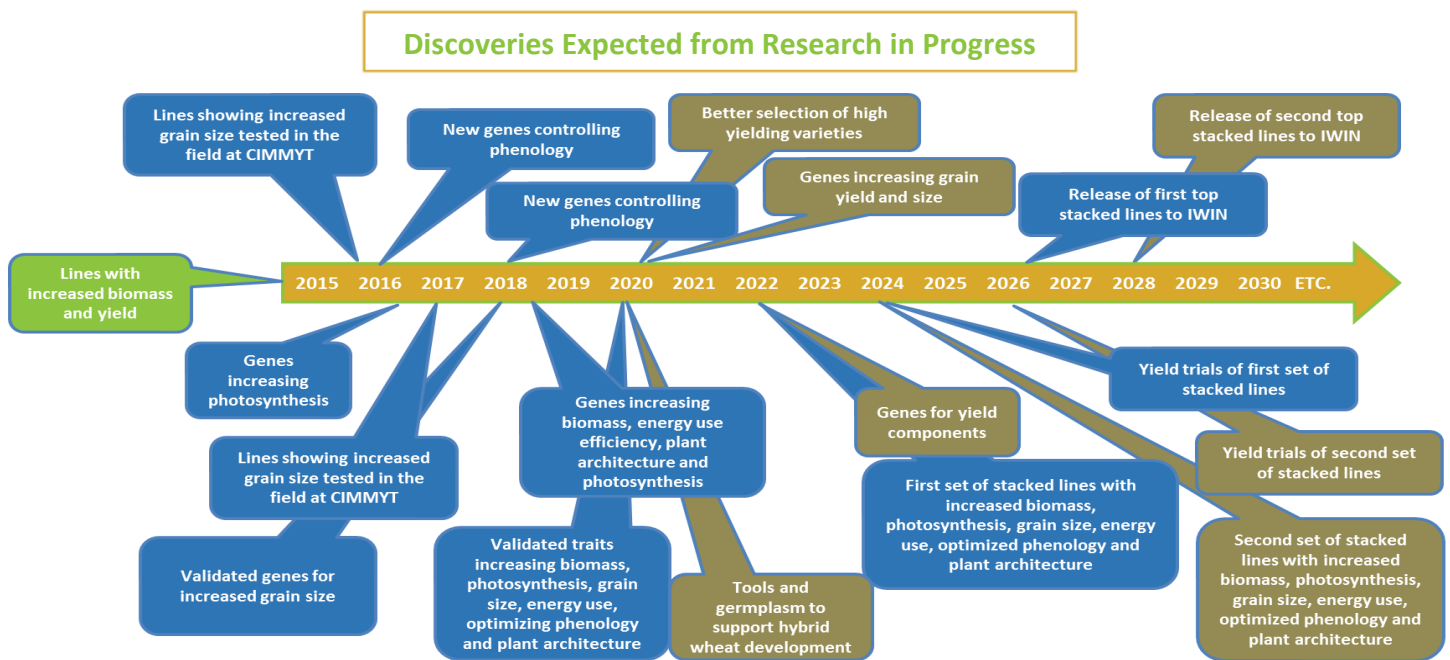 Discoveries Expected from Research in Progress
Lines showing increased
grain size tested in the
field at CIMMYT
New genes controlling
phenology
Better selection of high
yielding varieties
Release of second top
stacked lines to IWIN
New genes controlling
phenology
Genes increasing grain
yield and size
Release of first top
stacked lines to IWIN
Lines with
increased biomass
and yield
2015 2016 2017 2018 2019 2020 2021 2022 2023 2024 2025 2026 2027 2028 2029 2030 ETC.
Genes
increasing
photosynthesis
Lines showing increased
grain size tested in the
field at CIMMYT
Validated genes for
increased grain size
Genes increasing
biomass, energy use
efficiency, plant
architecture and
photosynthesis
Validated traits
increasing biomass,
photosynthesis, grain
size, energy use,
optimizing phenology
and plant architecture
Tools and
germplasm to
support hybrid
wheat development
Genes for yield
components
First set of stacked lines with
increased biomass,
photosynthesis, grain size, energy
use, optimized phenology and
plant architecture
Yield trials of first set of
stacked lines
Yield trials of second set
of stacked lines
Second set of stacked
lines with increased
biomass, photosynthesis,
grain size, energy use,
optimized phenology and
plant architecture